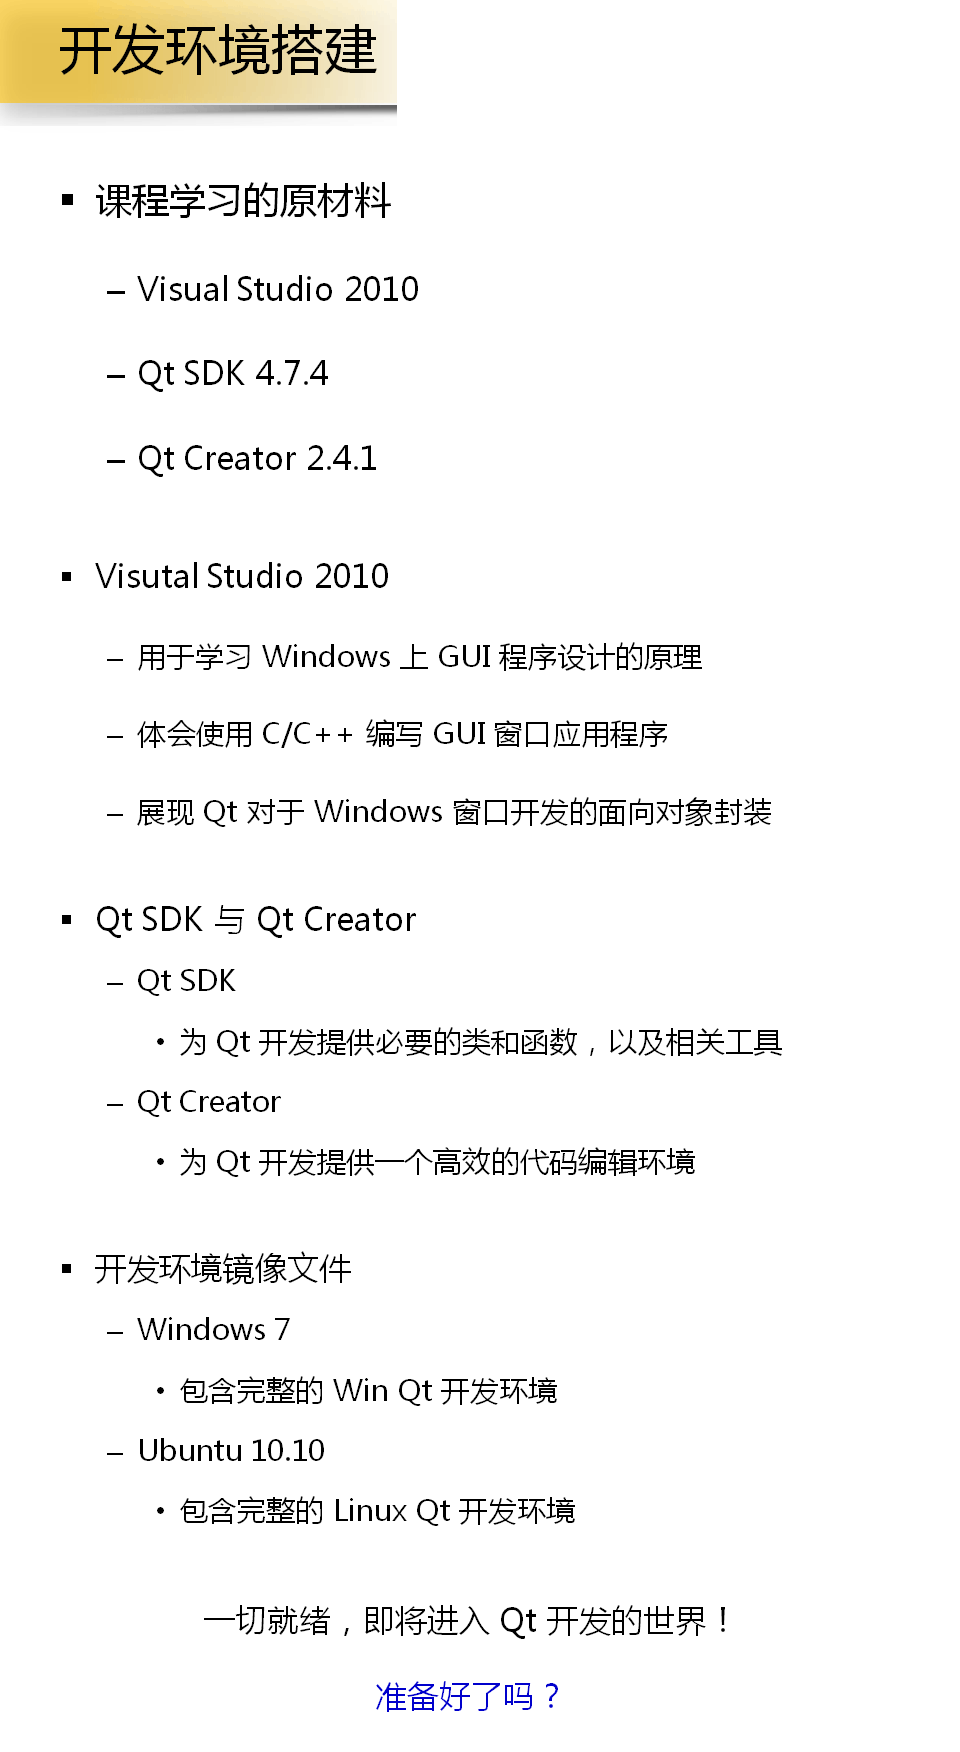 开发环境搭建
▪ 课程学习的原材料
– Visual Studio 2010
– Qt SDK 4.7.4
– Qt Creator 2.4.1
▪ Visutal Studio 2010
– 用于学习 Windows 上 GUI 程序设计的原理
– 体会使用 C/C++ 编写 GUI 窗口应用程序
– 展现 Qt 对于 Windows 窗口开发的面向对象封装
▪ Qt SDK 与 Qt Creator
– Qt SDK
• 为 Qt 开发提供必要的类和函数，以及相关工具
– Qt Creator
• 为 Qt 开发提供一个高效的代码编辑环境
▪ 开发环境镜像文件
– Windows 7
• 包含完整的 Win Qt 开发环境
– Ubuntu 10.10
• 包含完整的 Linux Qt 开发环境
一切就绪，即将进入 Qt 开发的世界！
准备好了吗？